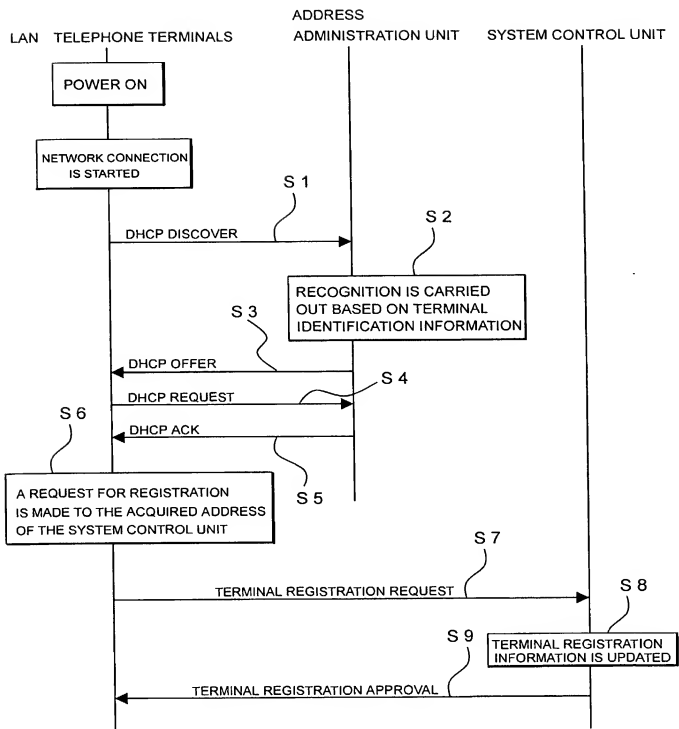 ADDRESS
LAN TELEPHONE TERMINALS
ADMINISTRATION UNIT
SYSTEM CONTROL UNIT
POWER ON
NETWORK CONNECTION
IS STARTED
S 1
DHCP DISCOVER
S 2
RECOGNITION IS CARRIED
OUT BASED ON TERMINAL
IDENTIFICATION INFORMATION
S 3
DHCP OFFER
S 4
DHCP REQUEST
S 6
DHCP ACK
S 5
A REQUEST FOR REGISTRATION
IS MADE TO THE ACQUIRED ADDRESS
OF THE SYSTEM CONTROL UNIT
S 7
TERMINAL REGISTRATION REQUEST
S 8
S 9
TERMINAL REGISTRATION
INFORMATION IS UPDATED
TERMINAL REGISTRATION APPROVAL